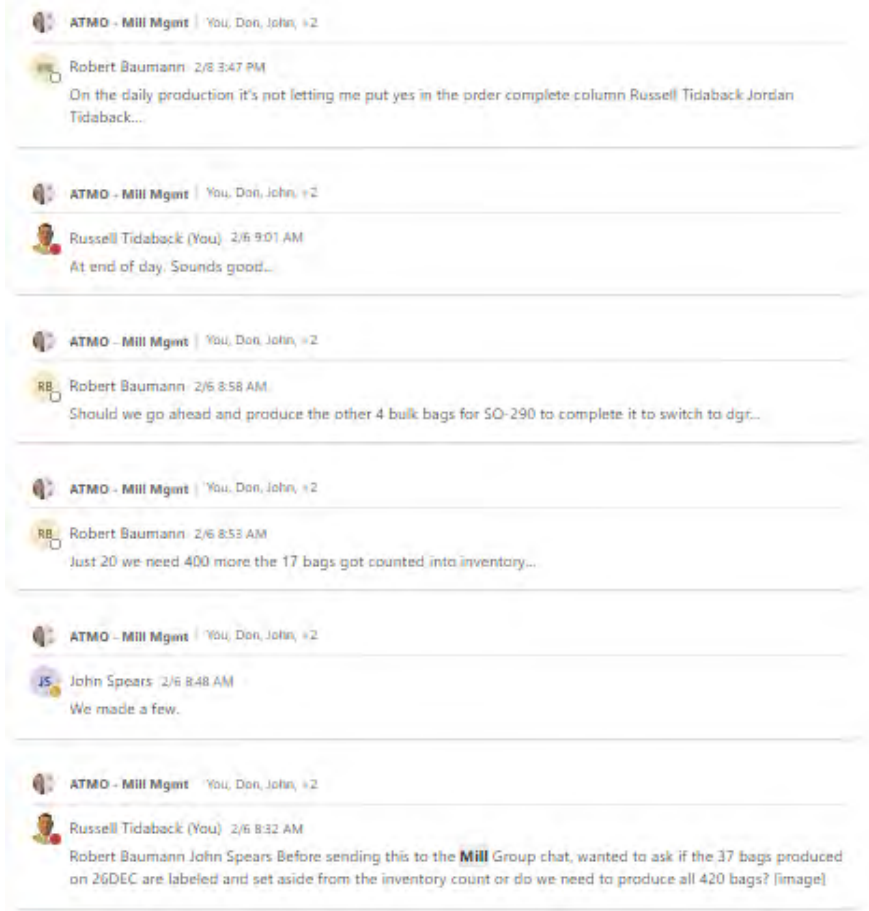 ATMO - Mill Mgmt | You, Don, John, +2
Robert Baumann 2/8 3:47 PM
On the daily production it's not letting me put yes in the order complete column Russell Tidaback Jordan
Tidaback...
ATMO - Mill Mgmt | You, Don, John, +2
Russell Tidaback (You) 2/6 9:01 AM
At end of day. Sounds good...
ATMO - Mill Mgmt | You, Don, John, +2
RB Robert Baumann 2/6 8:58 AM
Should we go ahead and produce the other 4 bulk bags for SO-290 to complete it to switch to dgr...
ATMO - Mill Mgmt | You, Don, John, +2
RB Robert Baumann 2/6 8:53 AM
Just 20 we need 400 more the 17 bags got counted into inventory...
ATMO - Mill Mgmt | You, Don, John, +2
JS John Spears 2/6 8:48 AM
We made a few.
ATMO - Mill Mgmt You, Don, John, +2
Russell Tidaback (You) 2/6 8:32 AM
Robert Baumann John Spears Before sending this to the Mill Group chat, wanted to ask if the 37 bags produced
on 26DEC are labeled and set aside from the inventory count or do we need to produce all 420 bags? [image]